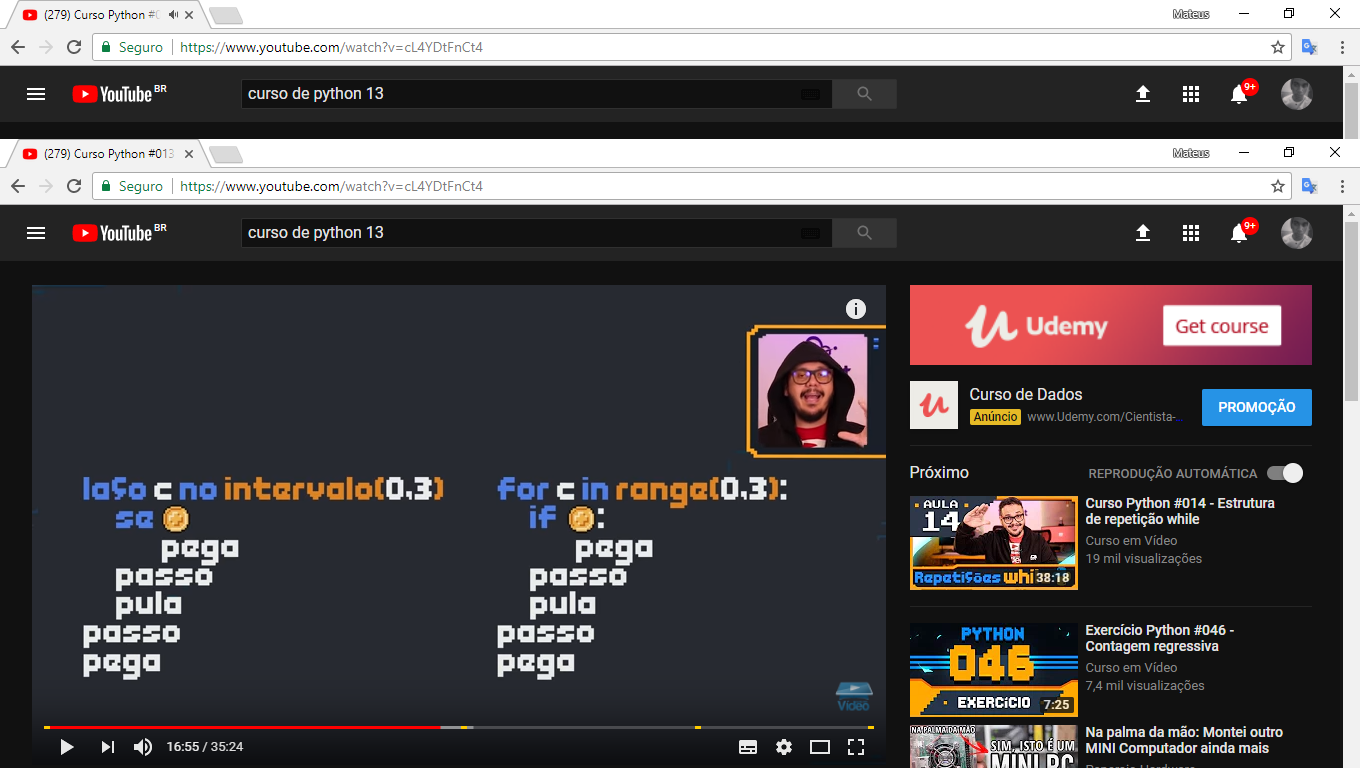 (279) Curso Python #0
Mateus
Seguro
https://www.youtube.com/watch?v=cL4YDtFnCt4
YouTube BR
curso de python 13
9+
(279) Curso Python #013
Mateus
Seguro
https://www.youtube.com/watch?v=cL4YDtFnCt4
YouTube BR
curso de python 13
9+
laço c no intervalo(0,3)
se
pega
passo
pula
passo
pega
for c in range(0,3):
if :
pega
passo
pula
passo
pega
Vídeo
16:55 / 35:24
Udemy
Get course
Curso de Dados
Anúncio www.Udemy.com/Cientista-...
PROMOÇÃO
Próximo
REPRODUÇÃO AUTOMÁTICA
AULA
14
Repetições whi
38:18
Curso Python #014 - Estrutura
de repetição while
Curso em Vídeo
19 mil visualizações
PYTHON
046
EXERCÍCIO
7:25
Exercício Python #046 -
Contagem regressiva
Curso em Vídeo
7,4 mil visualizações
NA PALMA DA MÃO
SIM, ISTO É UM
MINI PC
Na palma da mão: Montei outro
MINI Computador ainda mais